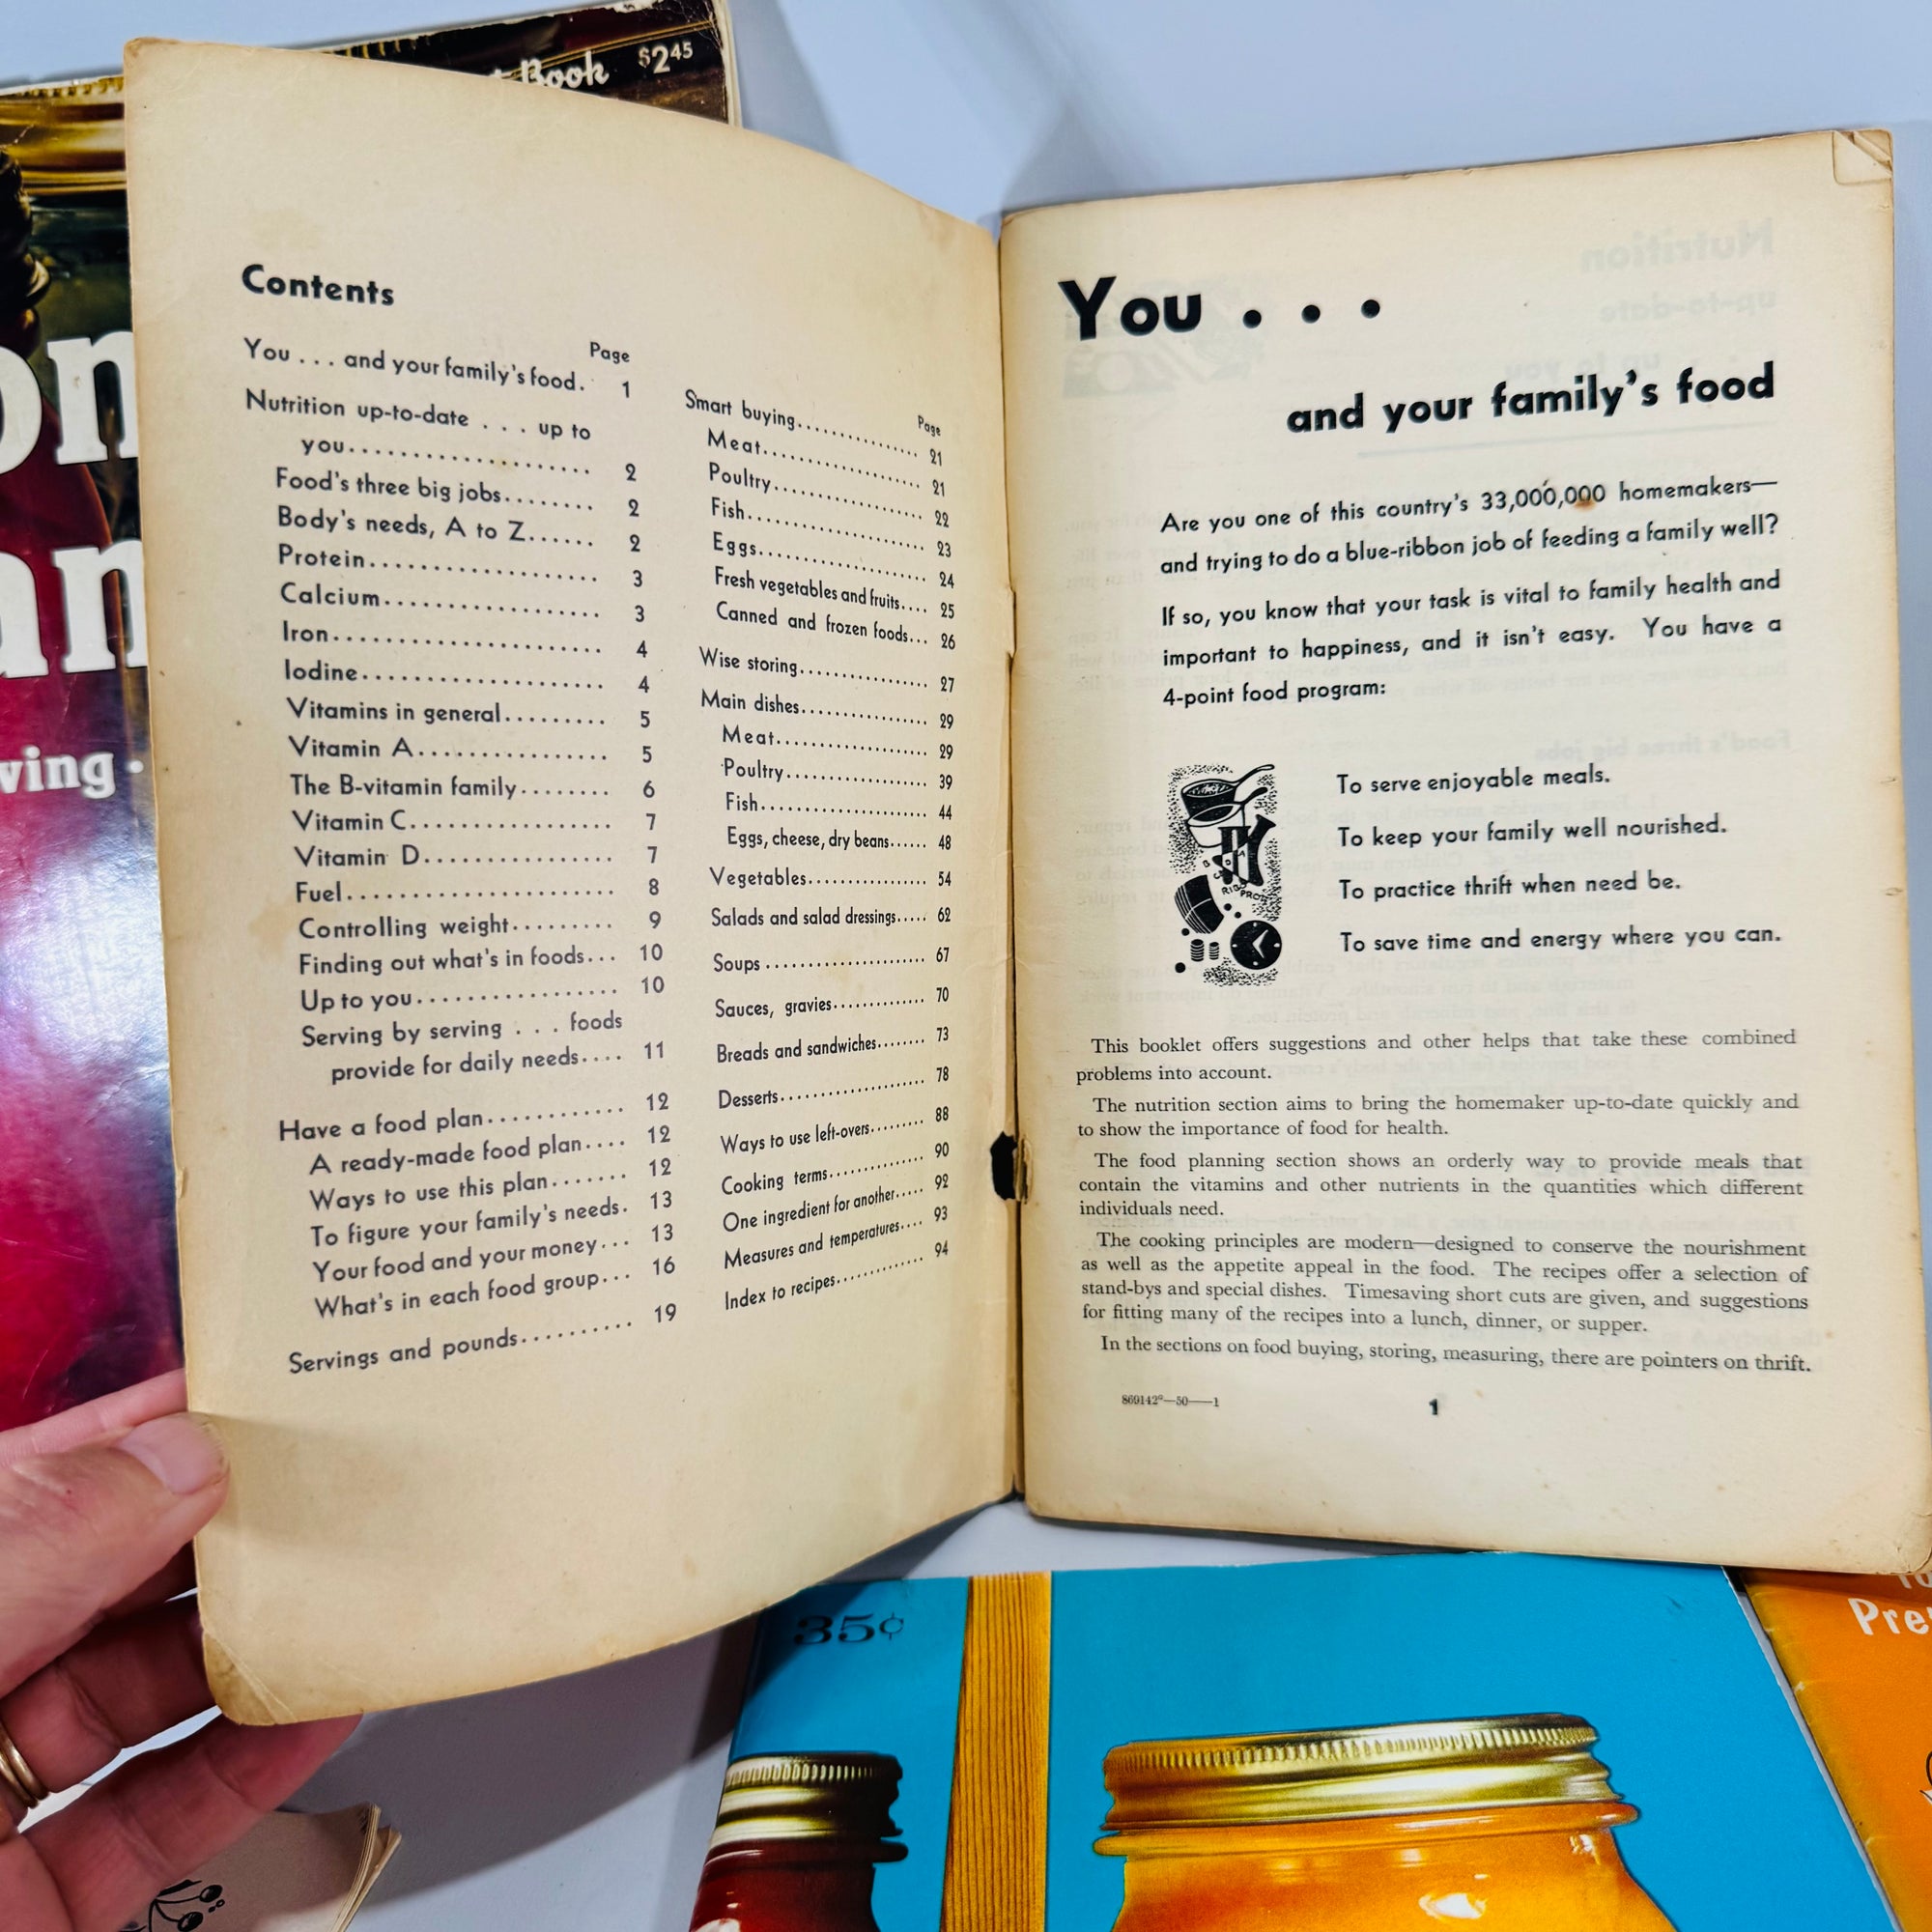 Book $2.45
Contents
Page
You . . . and your family's food. 1
Nutrition up-to-date . . . up to
you.................... 2
Food's three big jobs........ 2
Body's needs, A to Z...... 2
Protein................... 3
Calcium.................. 3
Iron...................... 4
Iodine.................... 4
Vitamins in general......... 5
Vitamin A................ 5
The B-vitamin family........ 6
Vitamin C................. 7
Vitamin D................ 7
Fuel...................... 8
Controlling weight......... 9
Finding out what's in foods... 10
Up to you................. 10
Serving by serving . . . foods
provide for daily needs.... 11
Have a food plan............ 12
A ready-made food plan.... 12
Ways to use this plan....... 12
To figure your family's needs. 13
Your food and your money... 13
What's in each food group... 16
Servings and pounds.......... 19
Page
Smart buying............... 21
Meat.................... 21
Poultry.................. 22
Fish...................... 23
Eggs..................... 24
Fresh vegetables and fruits.... 25
Canned and frozen foods... 26
Wise storing................ 27
Main dishes................ 29
Meat.................... 29
Poultry.................. 39
Fish...................... 44
Eggs, cheese, dry beans...... 48
Vegetables................. 54
Salads and salad dressings..... 62
Soups ...................... 67
Sauces, gravies.............. 70
Breads and sandwiches........ 73
Desserts..................... 78
Ways to use left-overs........ 88
Cooking terms............... 90
One ingredient for another..... 92
Measures and temperatures.... 93
Index to recipes............. 94
You . . .
and your family's food
Are you one of this country's 33,000,000 homemakers—
and trying to do a blue-ribbon job of feeding a family well?
If so, you know that your task is vital to family health and
important to happiness, and it isn't easy. You have a
4-point food program:
To serve enjoyable meals.
To keep your family well nourished.
To practice thrift when need be.
To save time and energy where you can.
This booklet offers suggestions and other helps that take these combined
problems into account.
The nutrition section aims to bring the homemaker up-to-date quickly and
to show the importance of food for health.
The food planning section shows an orderly way to provide meals that
contain the vitamins and other nutrients in the quantities which different
individuals need.
The cooking principles are modern—designed to conserve the nourishment
as well as the appetite appeal in the food. The recipes offer a selection of
stand-bys and special dishes. Timesaving short cuts are given, and suggestions
for fitting many of the recipes into a lunch, dinner, or supper.
In the sections on food buying, storing, measuring, there are pointers on thrift.
869142°—50——1
1
35¢